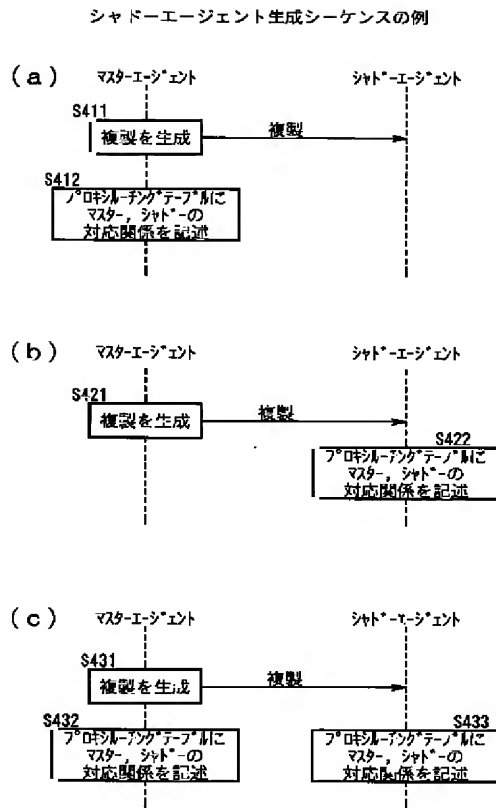 シャドーエージェント生成シーケンスの例
(a)
マスターエージェント
シャドーエージェント
S411
複製を生成
複製
S412
プロキシルーチングテーブルに
マスター,シャドーの
対応関係を記述
(b)
マスターエージェント
シャドーエージェント
S421
複製を生成
複製
S422
プロキシルーチングテーブルに
マスター,シャドーの
対応関係を記述
(c)
マスターエージェント
シャドーエージェント
S431
複製を生成
複製
S432
プロキシルーチングテーブルに
マスター,シャドーの
対応関係を記述
S433
プロキシルーチングテーブルに
マスター,シャドーの
対応関係を記述